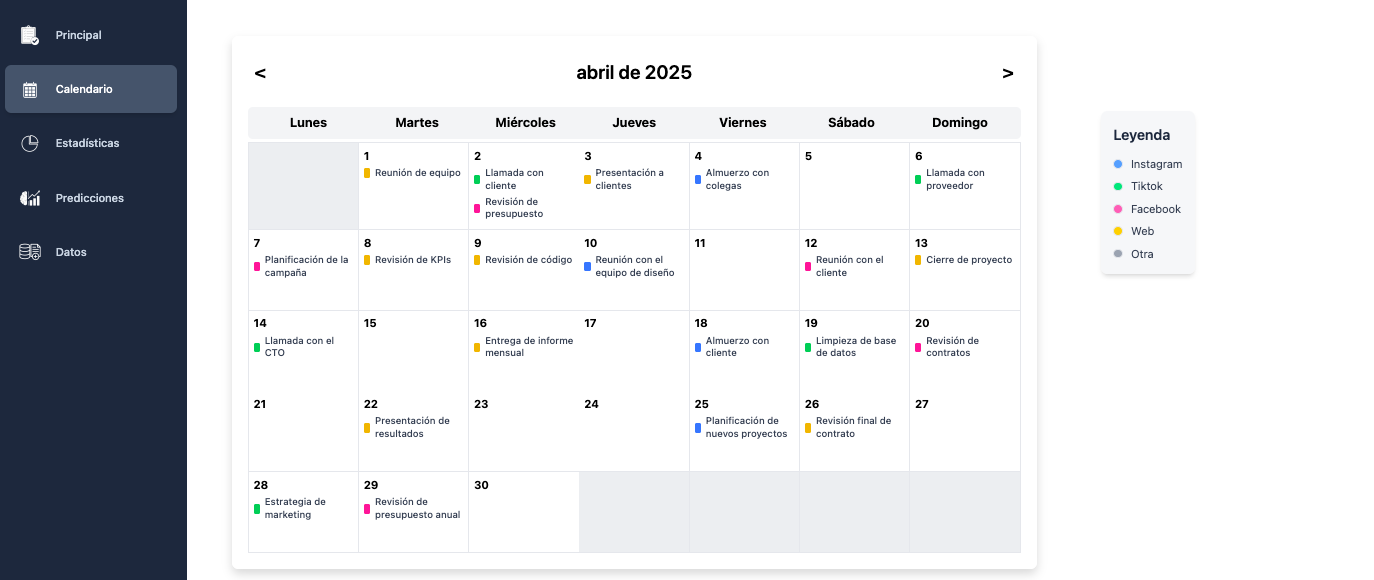 Principal
Calendario
Estadísticas
Predicciones
Datos
< abril de 2025 >
Lunes Martes Miércoles Jueves Viernes Sábado Domingo
1
Reunión de equipo
2
Llamada con
cliente
Revisión de
presupuesto
3
Presentación a
clientes
4
Almuerzo con
colegas
5
6
Llamada con
proveedor
7
Planificación de la
campaña
8
Revisión de KPIs
9
Revisión de código
10
Reunión con el
equipo de diseño
11
12
Reunión con el
cliente
13
Cierre de proyecto
14
Llamada con el
CTO
15
16
Entrega de informe
mensual
17
18
Almuerzo con
cliente
19
Limpieza de base
de datos
20
Revisión de
contratos
21
22
Presentación de
resultados
23
24
25
Planificación de
nuevos proyectos
26
Revisión final de
contrato
27
28
Estrategia de
marketing
29
Revisión de
presupuesto anual
30
Leyenda
Instagram
Tiktok
Facebook
Web
Otra